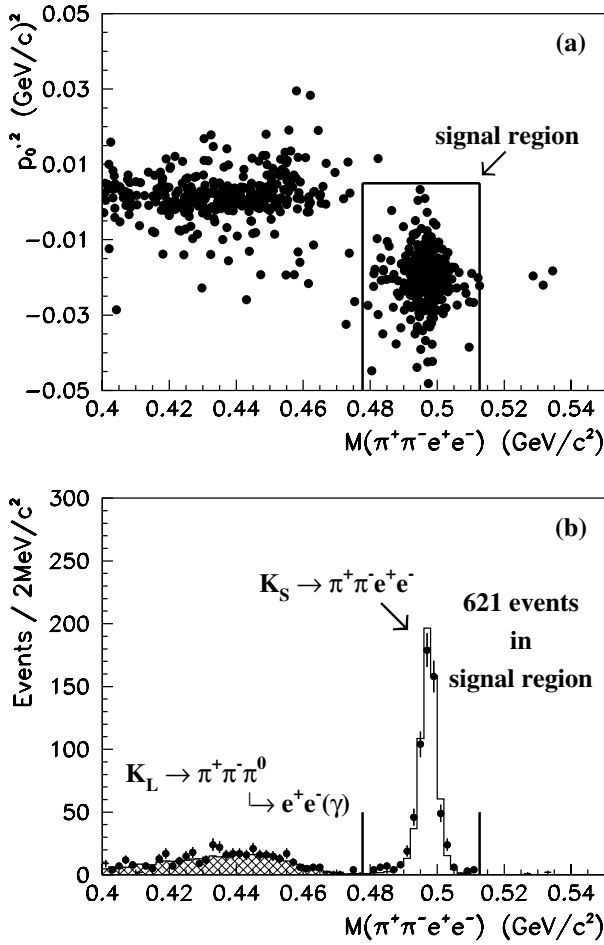 (a)
p₀'² (GeV/c)²
0.05
0.03
0.01
-0.01
-0.03
-0.05
signal region
0.4 0.42 0.44 0.46 0.48 0.5 0.52 0.54
M(π⁺π⁻e⁺e⁻) (GeV/c²)
(b)
Events / 2MeV/c²
300
250
200
150
100
50
0
K_S → π⁺π⁻e⁺e⁻
621 events
in
signal region
K_L → π⁺π⁻π⁰
↳ e⁺e⁻(γ)
0.4 0.42 0.44 0.46 0.48 0.5 0.52 0.54
M(π⁺π⁻e⁺e⁻) (GeV/c²)